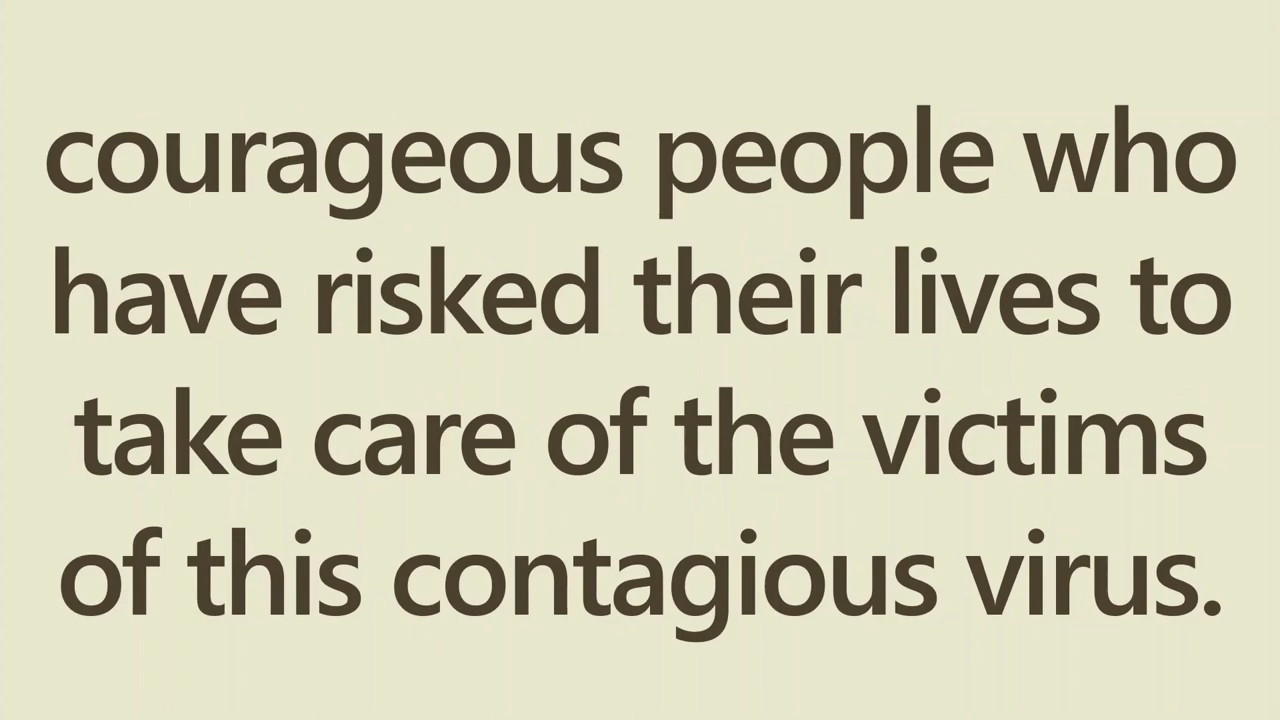 courageous people who
have risked their lives to
take care of the victims
of this contagious virus.